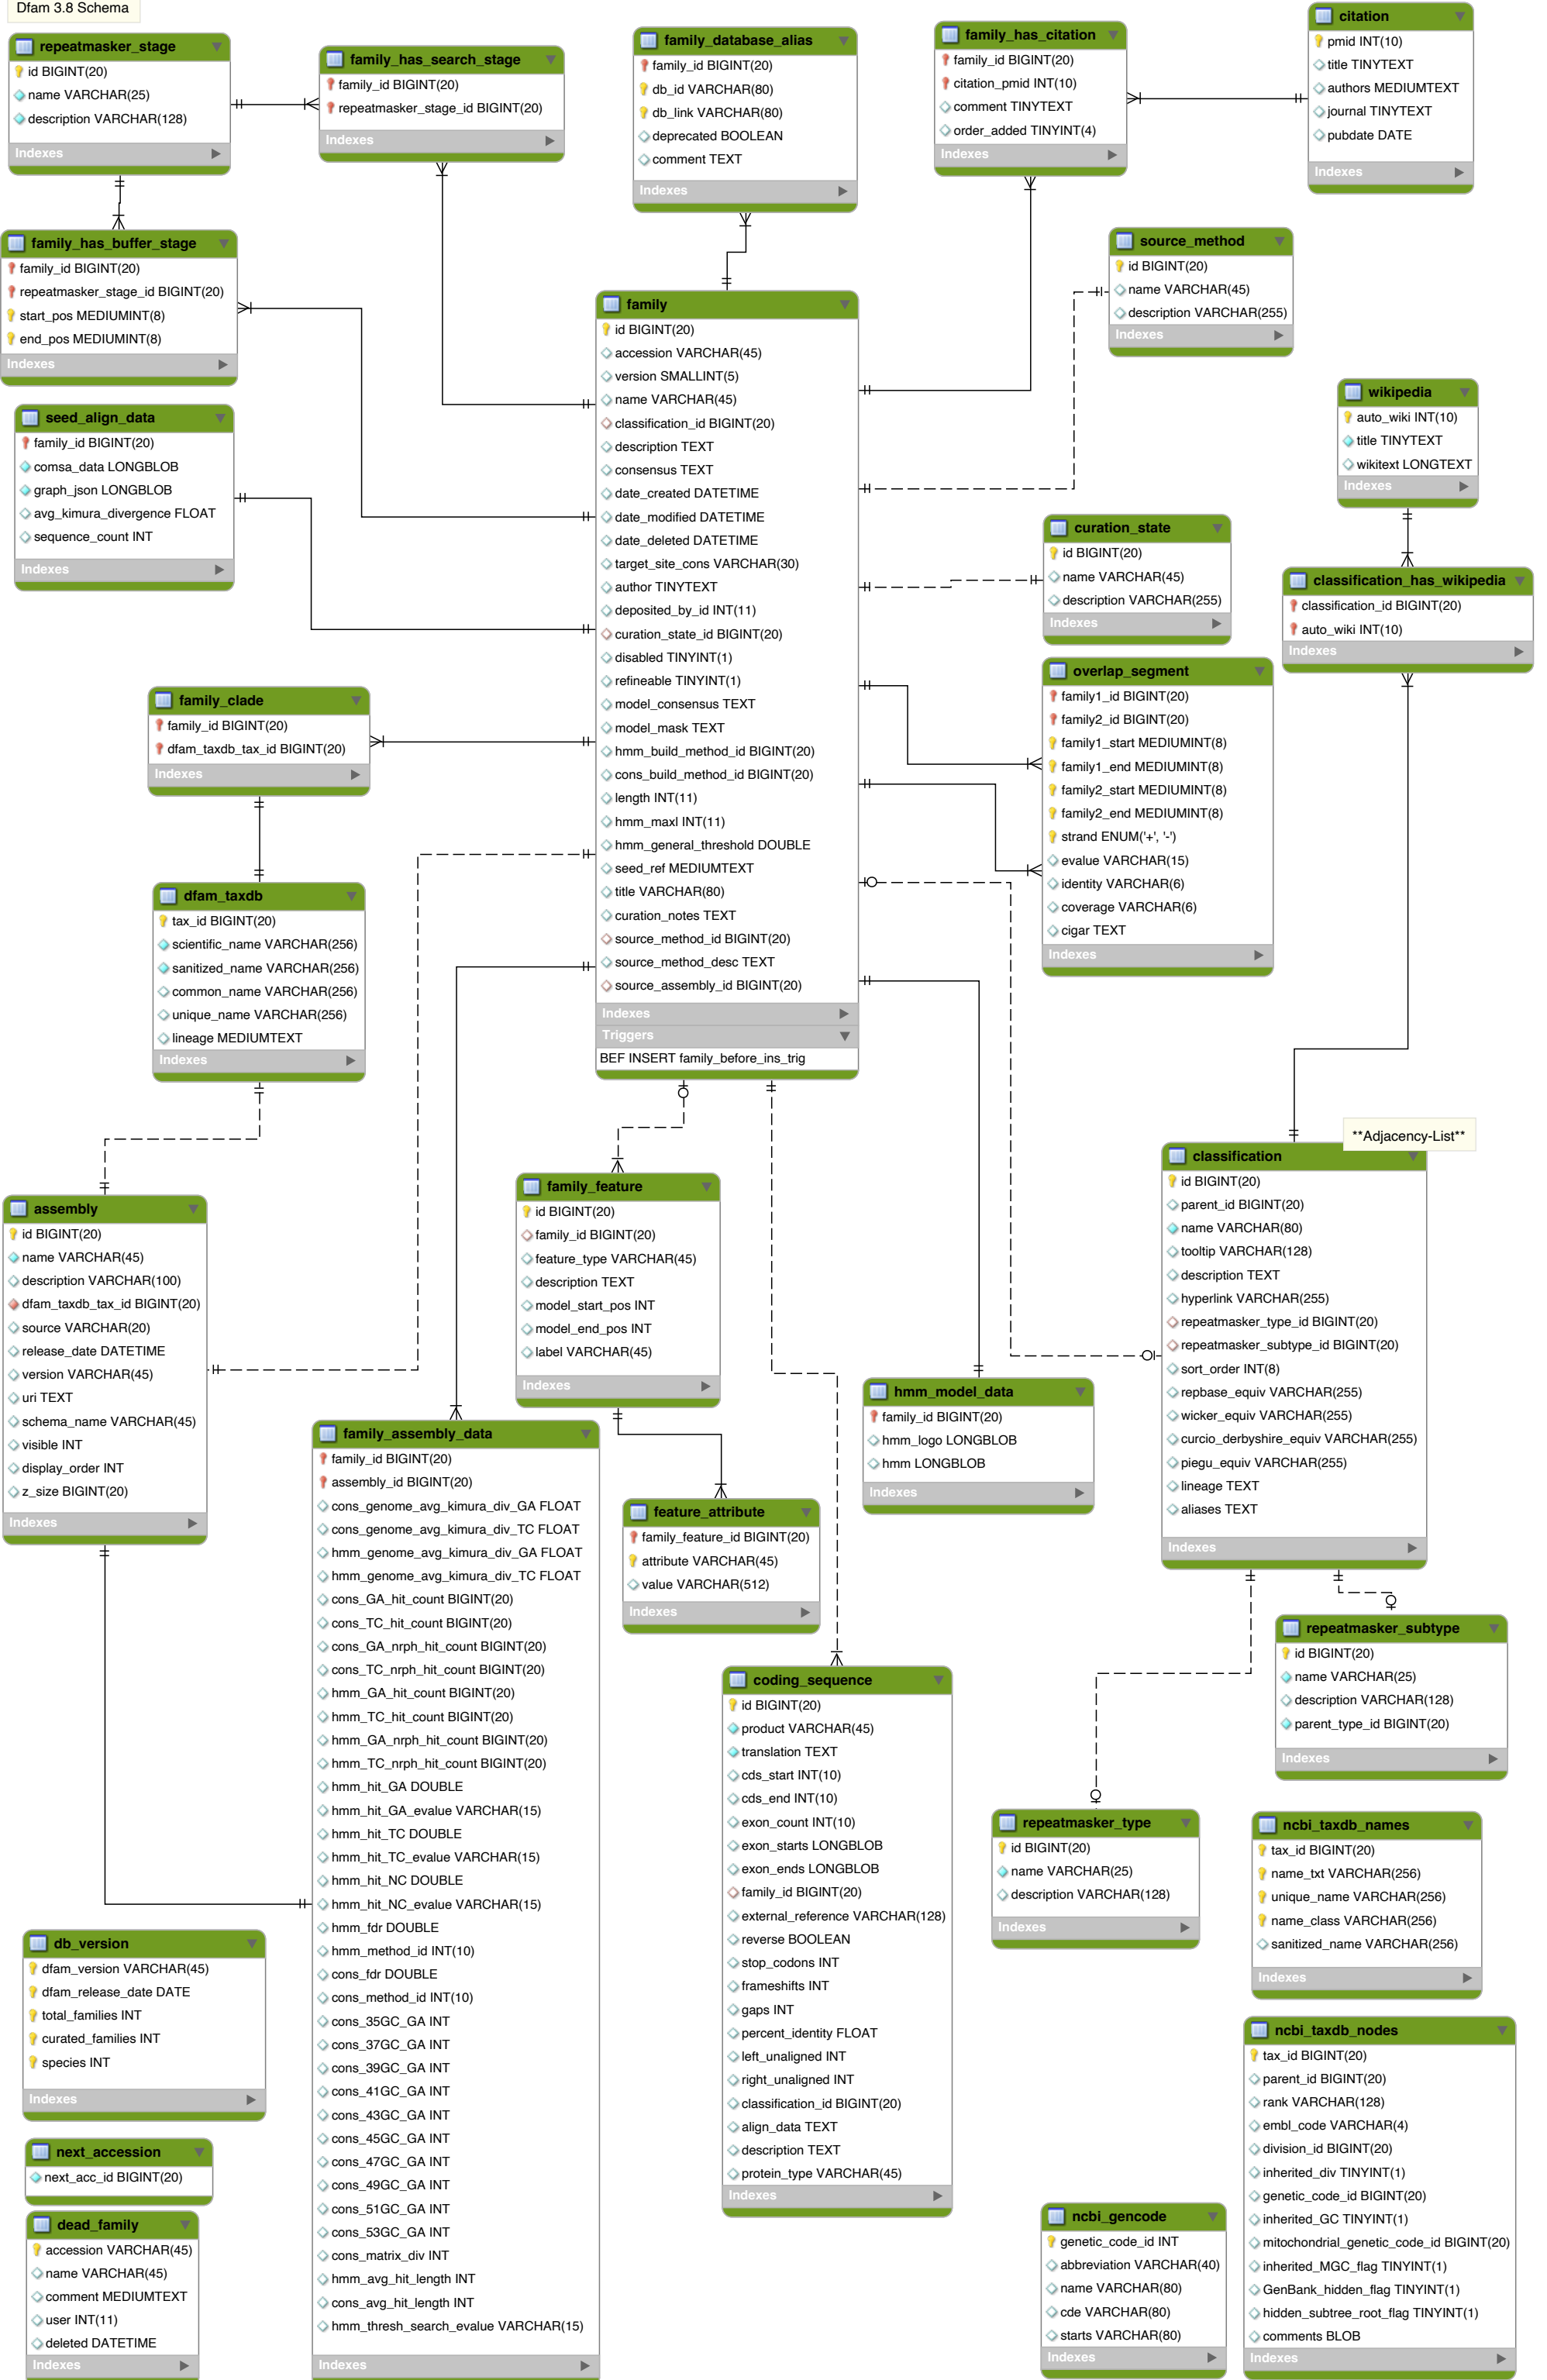 Dfam 3.8 Schema
repeatmasker_stage
id BIGINT(20)
name VARCHAR(25)
description VARCHAR(128)
Indexes
family_has_search_stage
family_id BIGINT(20)
repeatmasker_stage_id BIGINT(20)
Indexes
family_database_alias
family_id BIGINT(20)
db_id VARCHAR(80)
db_link VARCHAR(80)
deprecated BOOLEAN
comment TEXT
Indexes
family_has_citation
family_id BIGINT(20)
citation_pmid INT(10)
comment TINYTEXT
order_added TINYINT(4)
Indexes
citation
pmid INT(10)
title TINYTEXT
authors MEDIUMTEXT
journal TINYTEXT
pubdate DATE
Indexes
family_has_buffer_stage
family_id BIGINT(20)
repeatmasker_stage_id BIGINT(20)
start_pos MEDIUMINT(8)
end_pos MEDIUMINT(8)
Indexes
source_method
id BIGINT(20)
name VARCHAR(45)
description VARCHAR(255)
Indexes
family
id BIGINT(20)
accession VARCHAR(45)
version SMALLINT(5)
name VARCHAR(45)
classification_id BIGINT(20)
description TEXT
consensus TEXT
date_created DATETIME
date_modified DATETIME
date_deleted DATETIME
target_site_cons VARCHAR(30)
author TINYTEXT
deposited_by_id INT(11)
curation_state_id BIGINT(20)
disabled TINYINT(1)
refineable TINYINT(1)
model_consensus TEXT
model_mask TEXT
hmm_build_method_id BIGINT(20)
cons_build_method_id BIGINT(20)
length INT(11)
hmm_maxl INT(11)
hmm_general_threshold DOUBLE
seed_ref MEDIUMTEXT
title VARCHAR(80)
curation_notes TEXT
source_method_id BIGINT(20)
source_method_desc TEXT
source_assembly_id BIGINT(20)
Indexes
Triggers
BEF INSERT family_before_ins_trig
seed_align_data
family_id BIGINT(20)
comsa_data LONGBLOB
graph_json LONGBLOB
avg_kimura_divergence FLOAT
sequence_count INT
Indexes
wikipedia
auto_wiki INT(10)
title TINYTEXT
wikitext LONGTEXT
Indexes
curation_state
id BIGINT(20)
name VARCHAR(45)
description VARCHAR(255)
Indexes
classification_has_wikipedia
classification_id BIGINT(20)
auto_wiki INT(10)
Indexes
overlap_segment
family1_id BIGINT(20)
family2_id BIGINT(20)
family1_start MEDIUMINT(8)
family1_end MEDIUMINT(8)
family2_start MEDIUMINT(8)
family2_end MEDIUMINT(8)
strand ENUM('+', '-')
evalue VARCHAR(15)
identity VARCHAR(6)
coverage VARCHAR(6)
cigar TEXT
Indexes
family_clade
family_id BIGINT(20)
dfam_taxdb_tax_id BIGINT(20)
Indexes
dfam_taxdb
tax_id BIGINT(20)
scientific_name VARCHAR(256)
sanitized_name VARCHAR(256)
common_name VARCHAR(256)
unique_name VARCHAR(256)
lineage MEDIUMTEXT
Indexes
**Adjacency-List**
classification
id BIGINT(20)
parent_id BIGINT(20)
name VARCHAR(80)
tooltip VARCHAR(128)
description TEXT
hyperlink VARCHAR(255)
repeatmasker_type_id BIGINT(20)
repeatmasker_subtype_id BIGINT(20)
sort_order INT(8)
repbase_equiv VARCHAR(255)
wicker_equiv VARCHAR(255)
curcio_derbyshire_equiv VARCHAR(255)
piegu_equiv VARCHAR(255)
lineage TEXT
aliases TEXT
Indexes
assembly
id BIGINT(20)
name VARCHAR(45)
description VARCHAR(100)
dfam_taxdb_tax_id BIGINT(20)
source VARCHAR(20)
release_date DATETIME
version VARCHAR(45)
uri TEXT
schema_name VARCHAR(45)
visible INT
display_order INT
z_size BIGINT(20)
Indexes
family_feature
id BIGINT(20)
family_id BIGINT(20)
feature_type VARCHAR(45)
description TEXT
model_start_pos INT
model_end_pos INT
label VARCHAR(45)
Indexes
hmm_model_data
family_id BIGINT(20)
hmm_logo LONGBLOB
hmm LONGBLOB
Indexes
family_assembly_data
family_id BIGINT(20)
assembly_id BIGINT(20)
cons_genome_avg_kimura_div_GA FLOAT
cons_genome_avg_kimura_div_TC FLOAT
hmm_genome_avg_kimura_div_GA FLOAT
hmm_genome_avg_kimura_div_TC FLOAT
cons_GA_hit_count BIGINT(20)
cons_TC_hit_count BIGINT(20)
cons_GA_nrph_hit_count BIGINT(20)
cons_TC_nrph_hit_count BIGINT(20)
hmm_GA_hit_count BIGINT(20)
hmm_TC_hit_count BIGINT(20)
hmm_GA_nrph_hit_count BIGINT(20)
hmm_TC_nrph_hit_count BIGINT(20)
hmm_hit_GA DOUBLE
hmm_hit_GA_evalue VARCHAR(15)
hmm_hit_TC DOUBLE
hmm_hit_TC_evalue VARCHAR(15)
hmm_hit_NC DOUBLE
hmm_hit_NC_evalue VARCHAR(15)
hmm_fdr DOUBLE
hmm_method_id INT(10)
cons_fdr DOUBLE
cons_method_id INT(10)
cons_35GC_GA INT
cons_37GC_GA INT
cons_39GC_GA INT
cons_41GC_GA INT
cons_43GC_GA INT
cons_45GC_GA INT
cons_47GC_GA INT
cons_49GC_GA INT
cons_51GC_GA INT
cons_53GC_GA INT
cons_matrix_div INT
hmm_avg_hit_length INT
cons_avg_hit_length INT
hmm_thresh_search_evalue VARCHAR(15)
Indexes
feature_attribute
family_feature_id BIGINT(20)
attribute VARCHAR(45)
value VARCHAR(512)
Indexes
coding_sequence
id BIGINT(20)
product VARCHAR(45)
translation TEXT
cds_start INT(10)
cds_end INT(10)
exon_count INT(10)
exon_starts LONGBLOB
exon_ends LONGBLOB
family_id BIGINT(20)
external_reference VARCHAR(128)
reverse BOOLEAN
stop_codons INT
frameshifts INT
gaps INT
percent_identity FLOAT
left_unaligned INT
right_unaligned INT
classification_id BIGINT(20)
align_data TEXT
description TEXT
protein_type VARCHAR(45)
Indexes
repeatmasker_subtype
id BIGINT(20)
name VARCHAR(25)
description VARCHAR(128)
parent_type_id BIGINT(20)
Indexes
repeatmasker_type
id BIGINT(20)
name VARCHAR(25)
description VARCHAR(128)
Indexes
ncbi_taxdb_names
tax_id BIGINT(20)
name_txt VARCHAR(256)
unique_name VARCHAR(256)
name_class VARCHAR(256)
sanitized_name VARCHAR(256)
Indexes
db_version
dfam_version VARCHAR(45)
dfam_release_date DATE
total_families INT
curated_families INT
species INT
Indexes
ncbi_taxdb_nodes
tax_id BIGINT(20)
parent_id BIGINT(20)
rank VARCHAR(128)
embl_code VARCHAR(4)
division_id BIGINT(20)
inherited_div TINYINT(1)
genetic_code_id BIGINT(20)
inherited_GC TINYINT(1)
mitochondrial_genetic_code_id BIGINT(20)
inherited_MGC_flag TINYINT(1)
GenBank_hidden_flag TINYINT(1)
hidden_subtree_root_flag TINYINT(1)
comments BLOB
Indexes
next_accession
next_acc_id BIGINT(20)
dead_family
accession VARCHAR(45)
name VARCHAR(45)
comment MEDIUMTEXT
user INT(11)
deleted DATETIME
Indexes
ncbi_gencode
genetic_code_id INT
abbreviation VARCHAR(40)
name VARCHAR(80)
cde VARCHAR(80)
starts VARCHAR(80)
Indexes